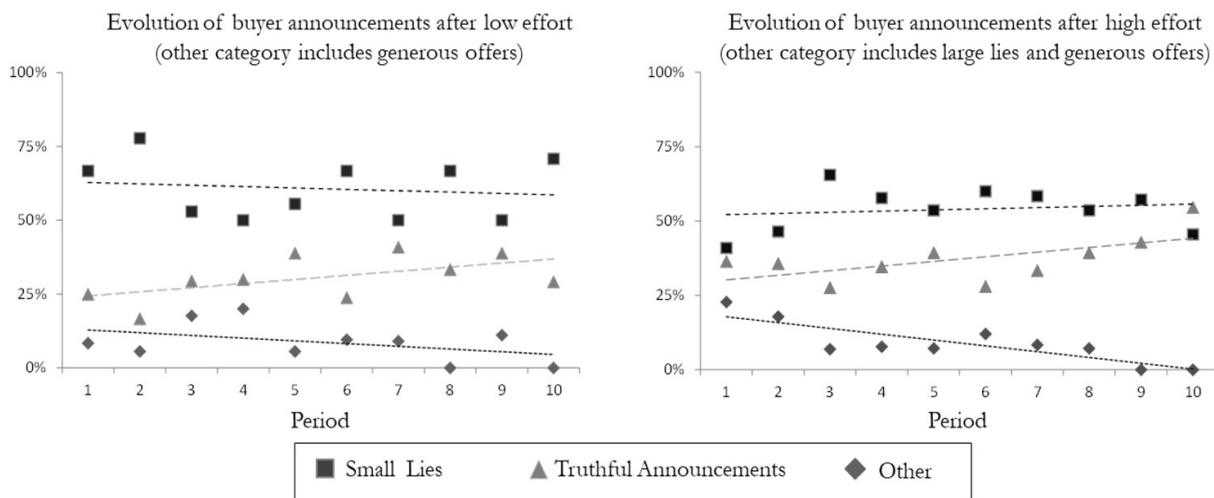 Evolution of buyer announcements after low effort
(other category includes generous offers)
100%
75%
50%
25%
0%
1 2 3 4 5 6 7 8 9 10
Period
Evolution of buyer announcements after high effort
(other category includes large lies and generous offers)
100%
75%
50%
25%
0%
1 2 3 4 5 6 7 8 9 10
Period
Small Lies Truthful Announcements Other